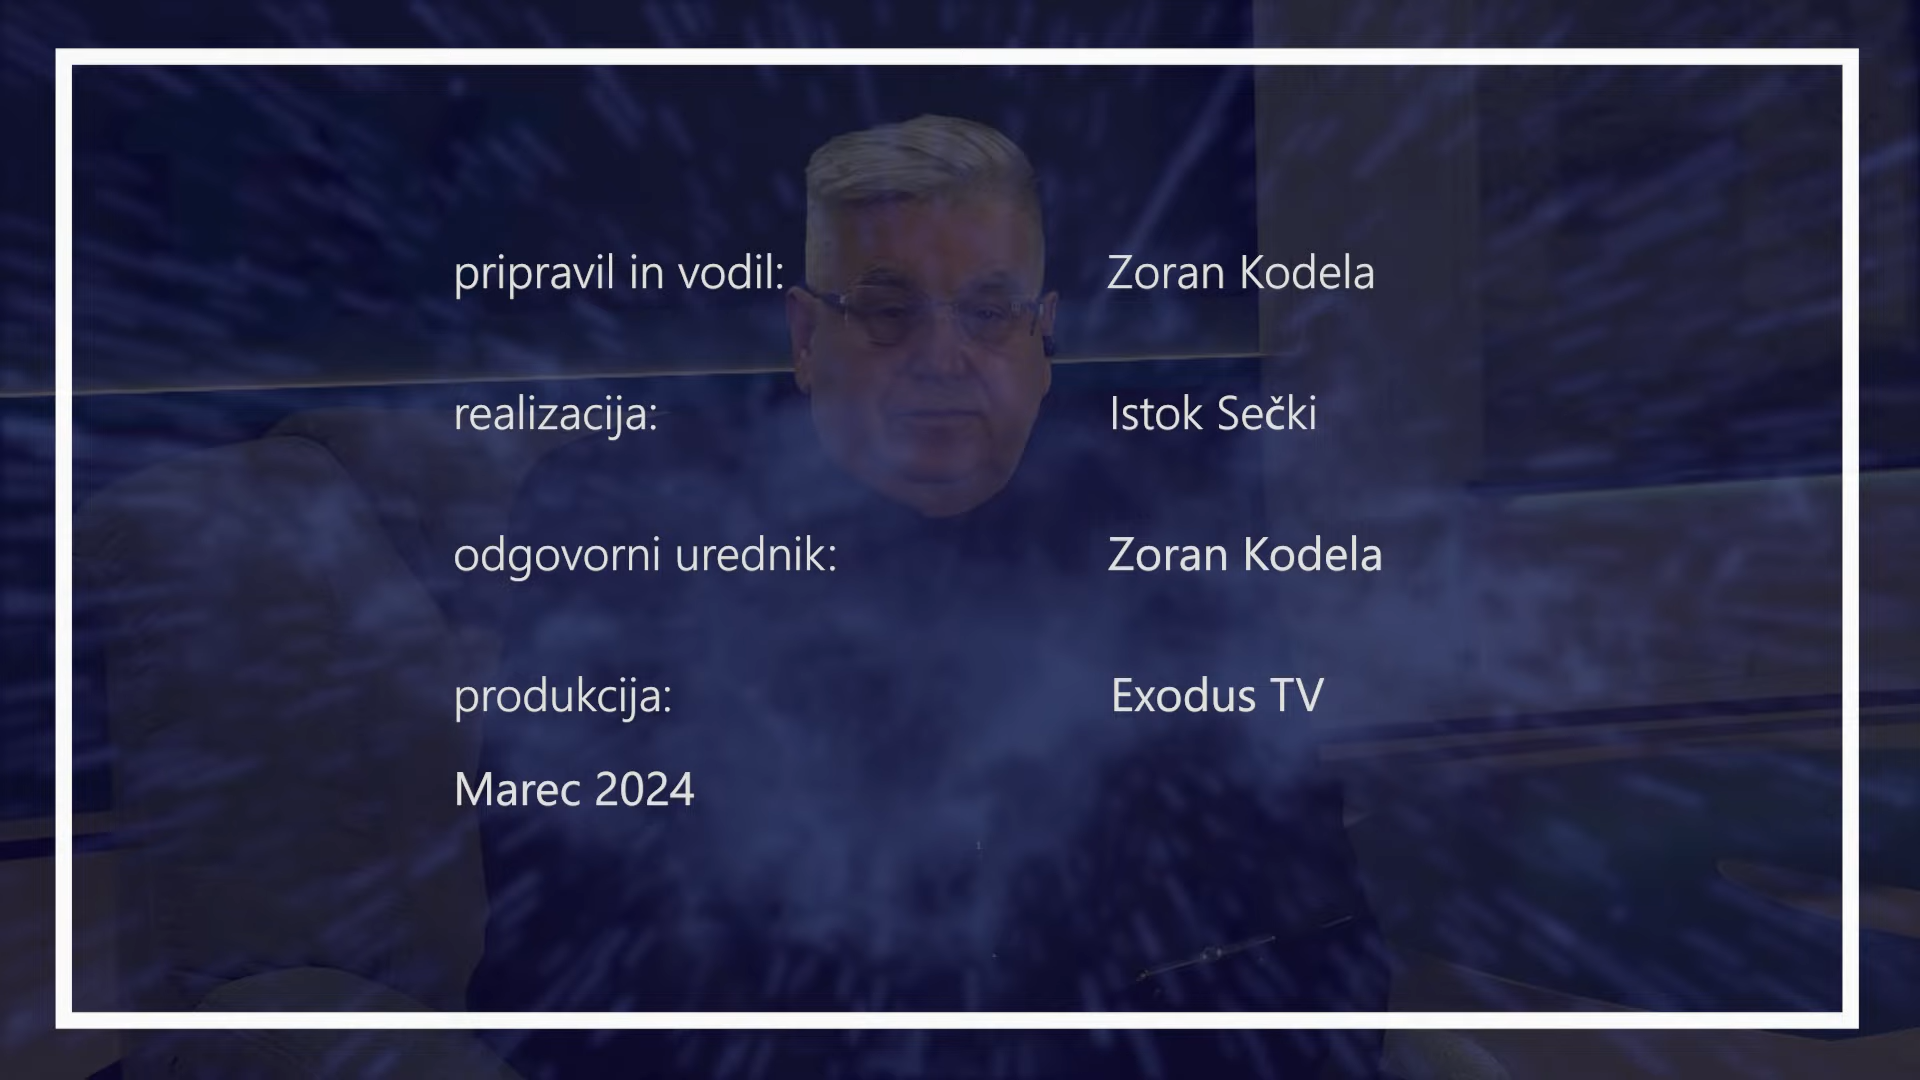 pripravil in vodil: Zoran Kodela
realizacija: Istok Sečki
odgovorni urednik: Zoran Kodela
produkcija: Exodus TV
Marec 2024